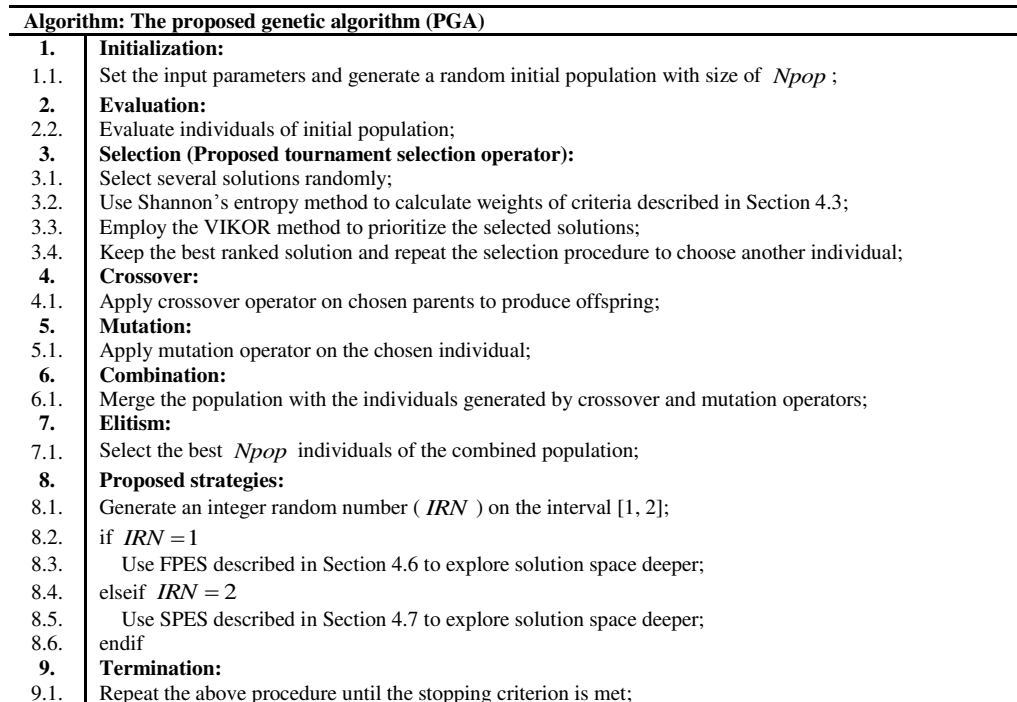 Algorithm: The proposed genetic algorithm (PGA)
1. Initialization:
1.1. Set the input parameters and generate a random initial population with size of Npop ;
2. Evaluation:
2.2. Evaluate individuals of initial population;
3. Selection (Proposed tournament selection operator):
3.1. Select several solutions randomly;
3.2. Use Shannon's entropy method to calculate weights of criteria described in Section 4.3;
3.3. Employ the VIKOR method to prioritize the selected solutions;
3.4. Keep the best ranked solution and repeat the selection procedure to choose another individual;
4. Crossover:
4.1. Apply crossover operator on chosen parents to produce offspring;
5. Mutation:
5.1. Apply mutation operator on the chosen individual;
6. Combination:
6.1. Merge the population with the individuals generated by crossover and mutation operators;
7. Elitism:
7.1. Select the best Npop individuals of the combined population;
8. Proposed strategies:
8.1. Generate an integer random number ( IRN ) on the interval [1, 2];
8.2. if IRN = 1
8.3. Use FPES described in Section 4.6 to explore solution space deeper;
8.4. elseif IRN = 2
8.5. Use SPES described in Section 4.7 to explore solution space deeper;
8.6. endif
9. Termination:
9.1. Repeat the above procedure until the stopping criterion is met;